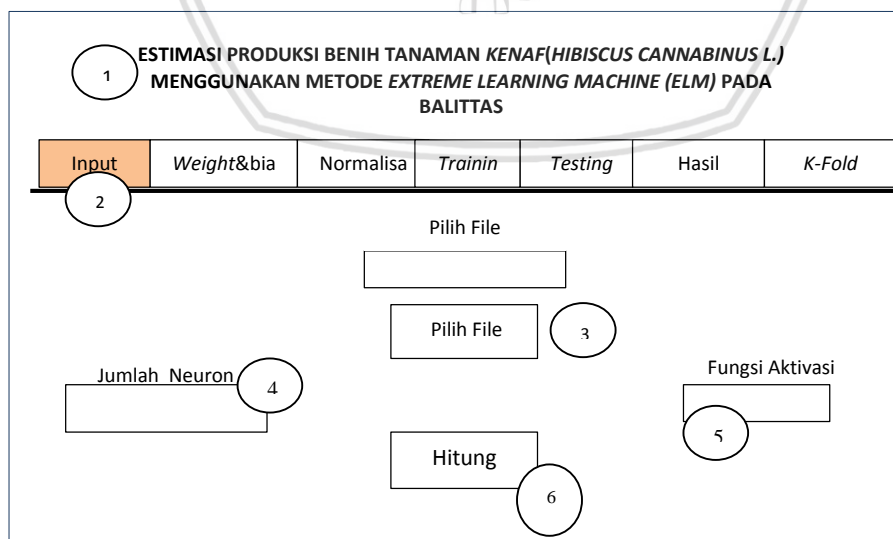 1
ESTIMASI PRODUKSI BENIH TANAMAN KENAF(HIBISCUS CANNABINUS L.)
MENGGUNAKAN METODE EXTREME LEARNING MACHINE (ELM) PADA
BALITTAS
Input Weight&bia Normalisa Trainin Testing Hasil K-Fold
2
Pilih File
Pilih File 3
Jumlah Neuron 4 Fungsi Aktivasi
5
Hitung
6